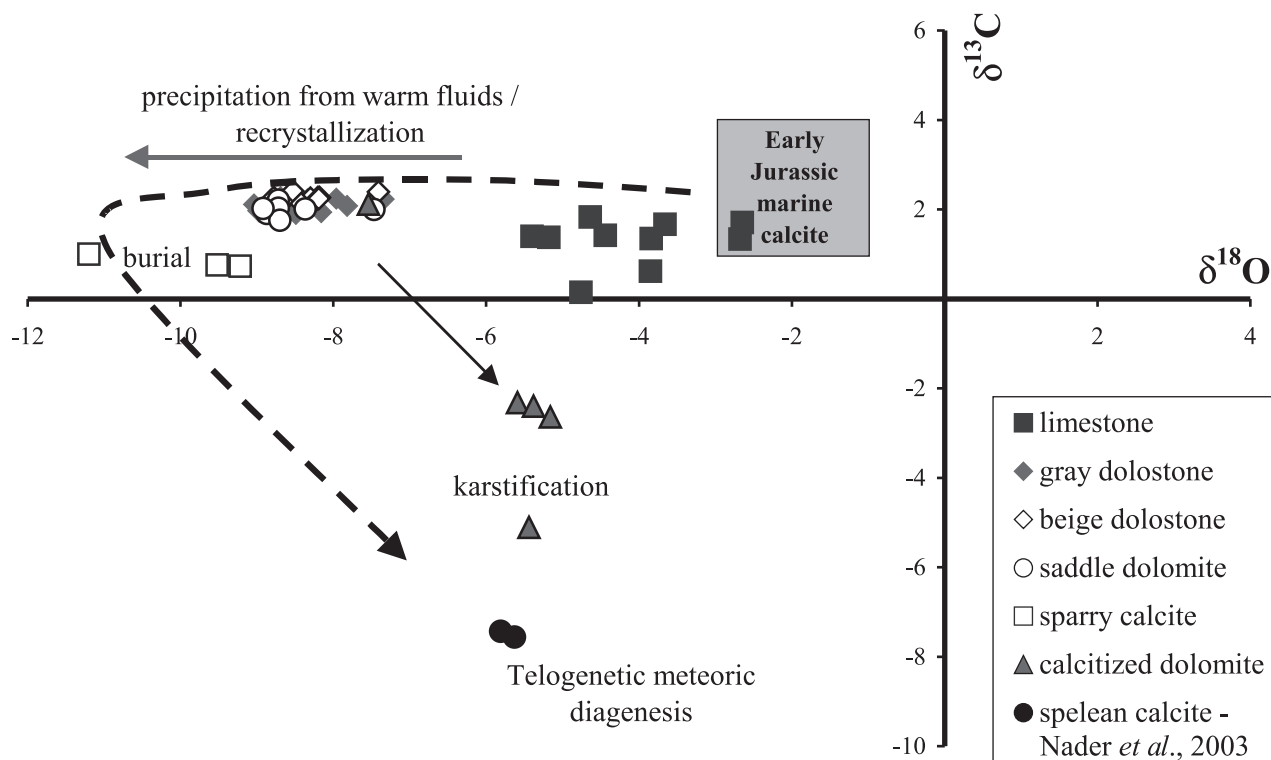 6
δ¹³C
precipitation from warm fluids /
recrystallization
4
Early
Jurassic
marine
calcite
2
burial
δ¹⁸O
-12
-10
-8
-6
-4
-2
2
4
-2
limestone
gray dolostone
-4
karstification
beige dolostone
saddle dolomite
-6
sparry calcite
calcitized dolomite
-8
Telogenetic meteoric
diagenesis
spelean calcite -
Nader et al., 2003
-10